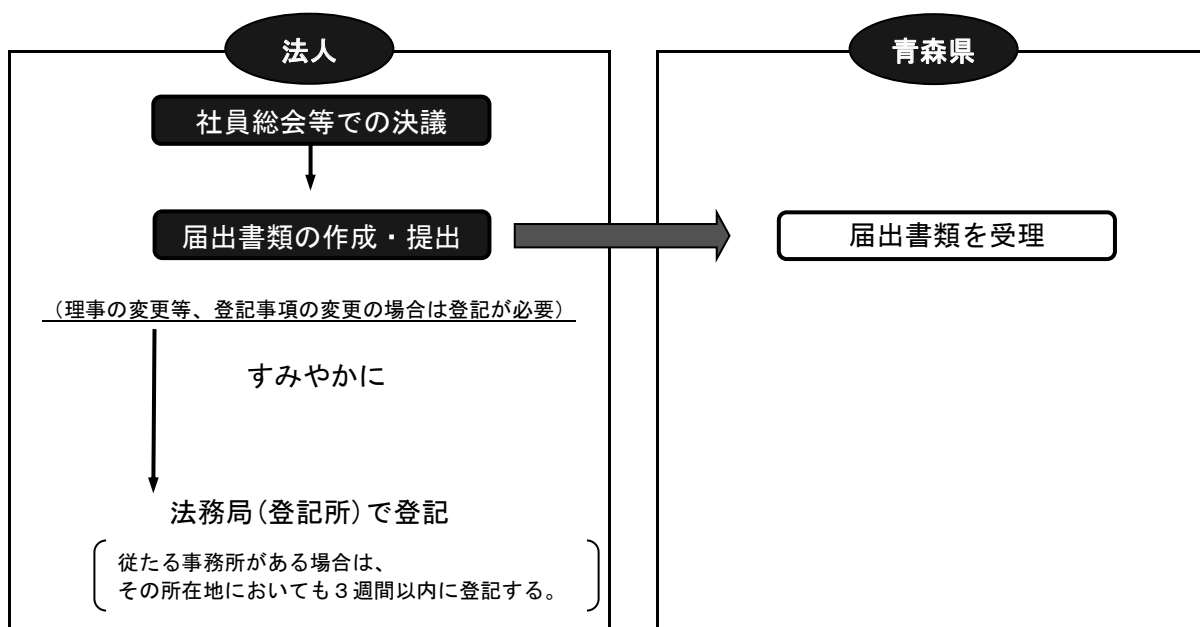 法人
青森県
社員総会等での決議
届出書類の作成・提出
届出書類を受理
（理事の変更等、登記事項の変更の場合は登記が必要）
すみやかに
法務局(登記所)で登記
従たる事務所がある場合は、
その所在地においても３週間以内に登記する。